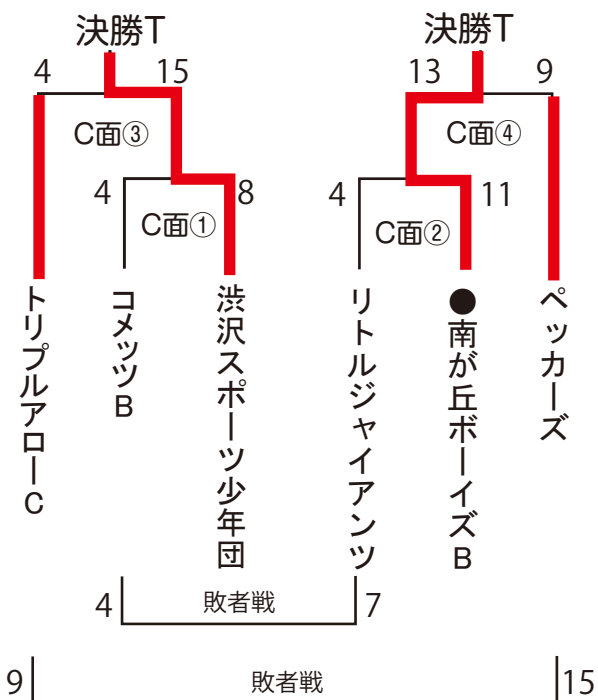 決勝T
決勝T
4
15
13
9
C面③
C面④
4
8
4
11
C面①
C面②
トリプルアローC
コメッツB
渋沢スポーツ少年団
リトルジャイアンツ
●南が丘ボーイズB
ペッカーズ
4
敗者戦
7
9
敗者戦
15